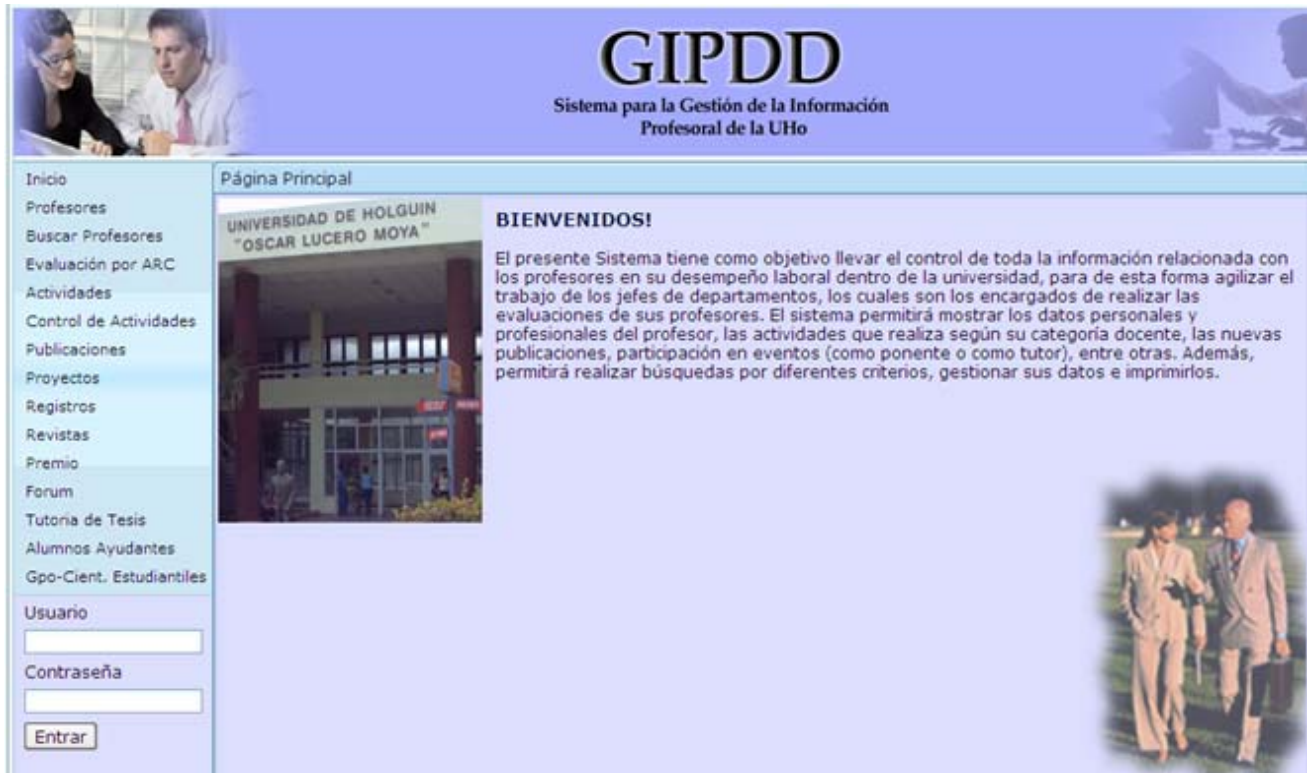 GIPDD
Sistema para la Gestión de la Información
Profesoral de la UHo
Inicio
Profesores
Buscar Profesores
Evaluación por ARC
Actividades
Control de Actividades
Publicaciones
Proyectos
Registros
Revistas
Premio
Forum
Tutoria de Tesis
Alumnos Ayudantes
Gpo-Cient. Estudiantiles
Usuario
Contraseña
Entrar
Página Principal
UNIVERSIDAD DE HOLGUIN
"OSCAR LUCERO MOYA"
BIENVENIDOS!
El presente Sistema tiene como objetivo llevar el control de toda la información relacionada con
los profesores en su desempeño laboral dentro de la universidad, para de esta forma agilizar el
trabajo de los jefes de departamentos, los cuales son los encargados de realizar las
evaluaciones de sus profesores. El sistema permitirá mostrar los datos personales y
profesionales del profesor, las actividades que realiza según su categoría docente, las nuevas
publicaciones, participación en eventos (como ponente o como tutor), entre otras. Además,
permitirá realizar búsquedas por diferentes criterios, gestionar sus datos e imprimirlos.